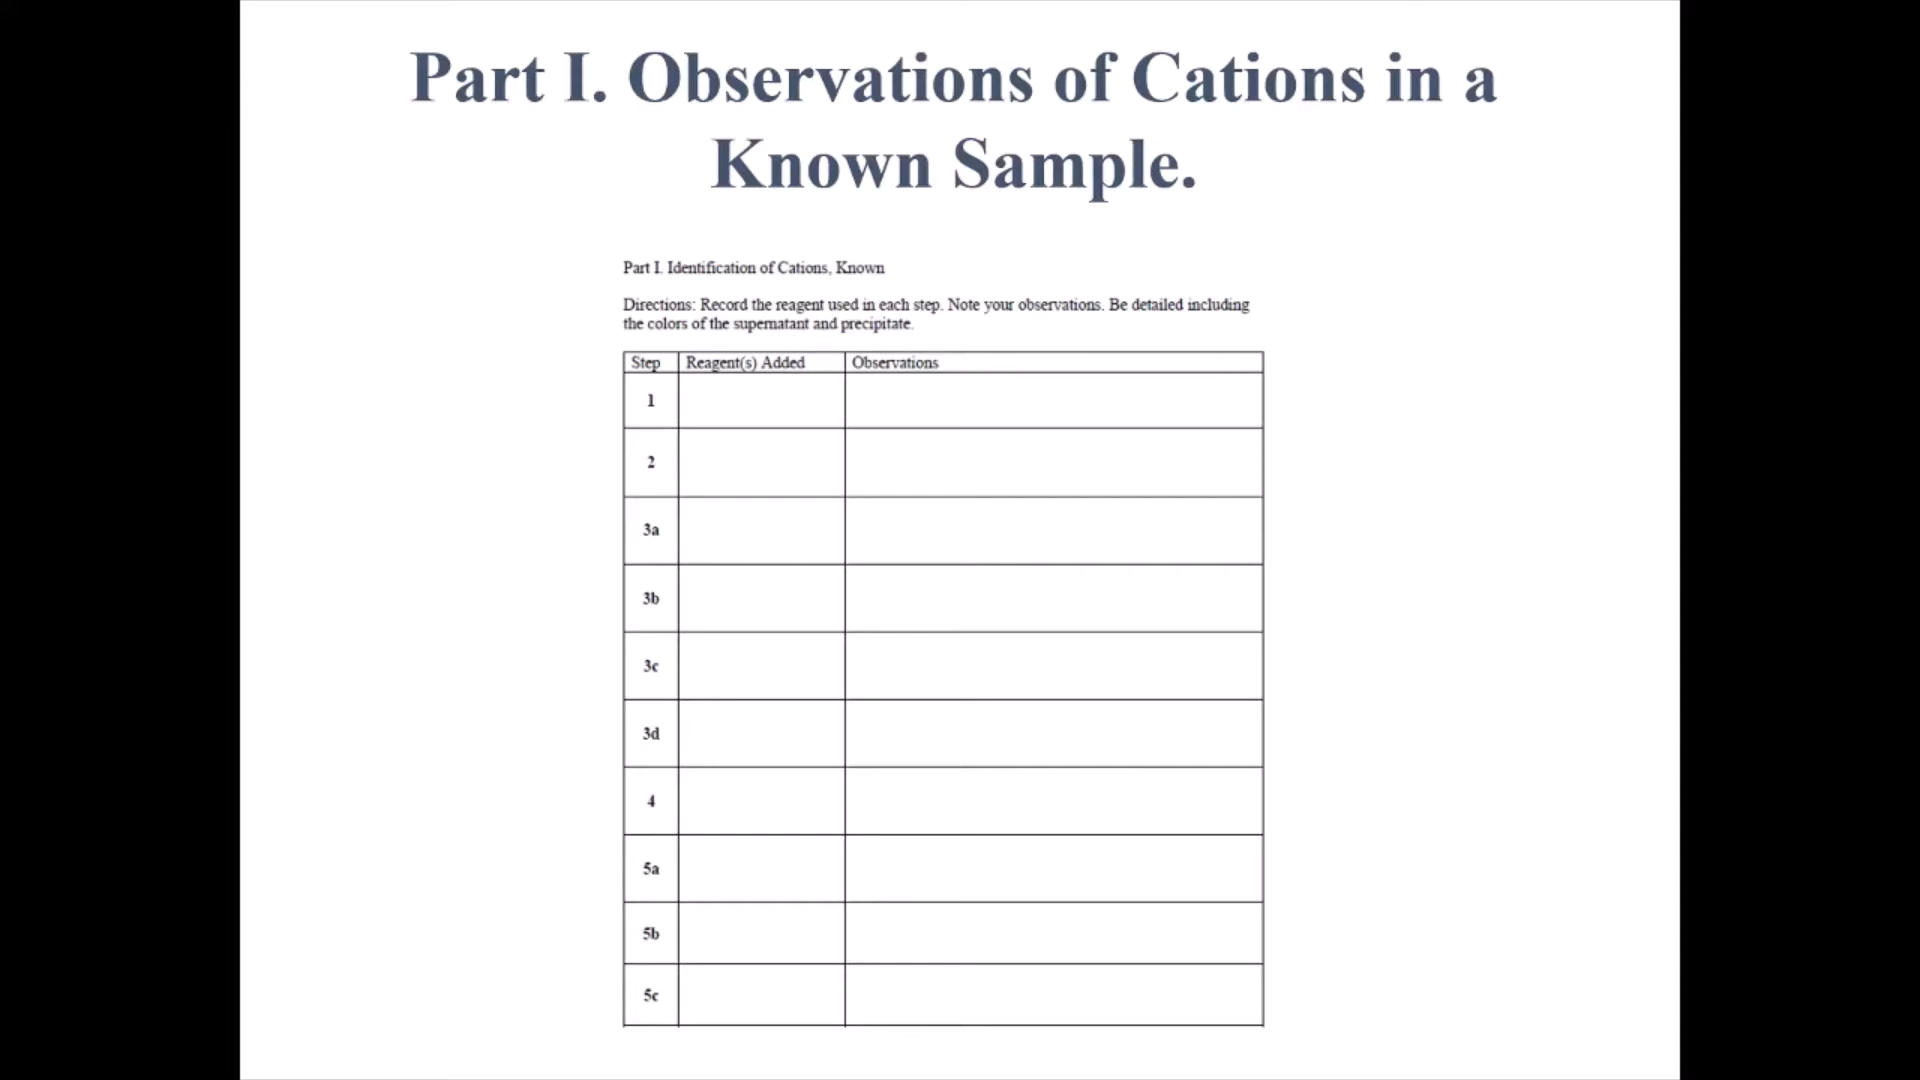 Part I. Observations of Cations in a
Known Sample.
Part I. Identification of Cations, Known
Directions: Record the reagent used in each step. Note your observations. Be detailed including
the colors of the supernatant and precipitate.
Step Reagent(s) Added Observations
1
2
3a
3b
3c
3d
4
5a
5b
5c